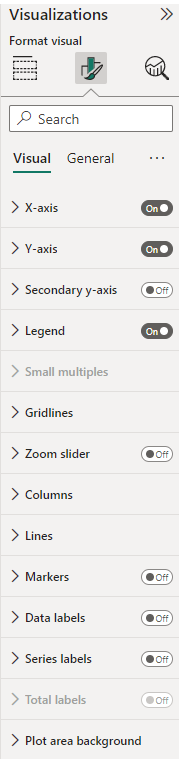 Visualizations
Format visual
Search
Visual General
X-axis On
Y-axis On
Secondary y-axis Off
Legend On
Small multiples
Gridlines
Zoom slider Off
Columns
Lines
Markers Off
Data labels Off
Series labels Off
Total labels Off
Plot area background